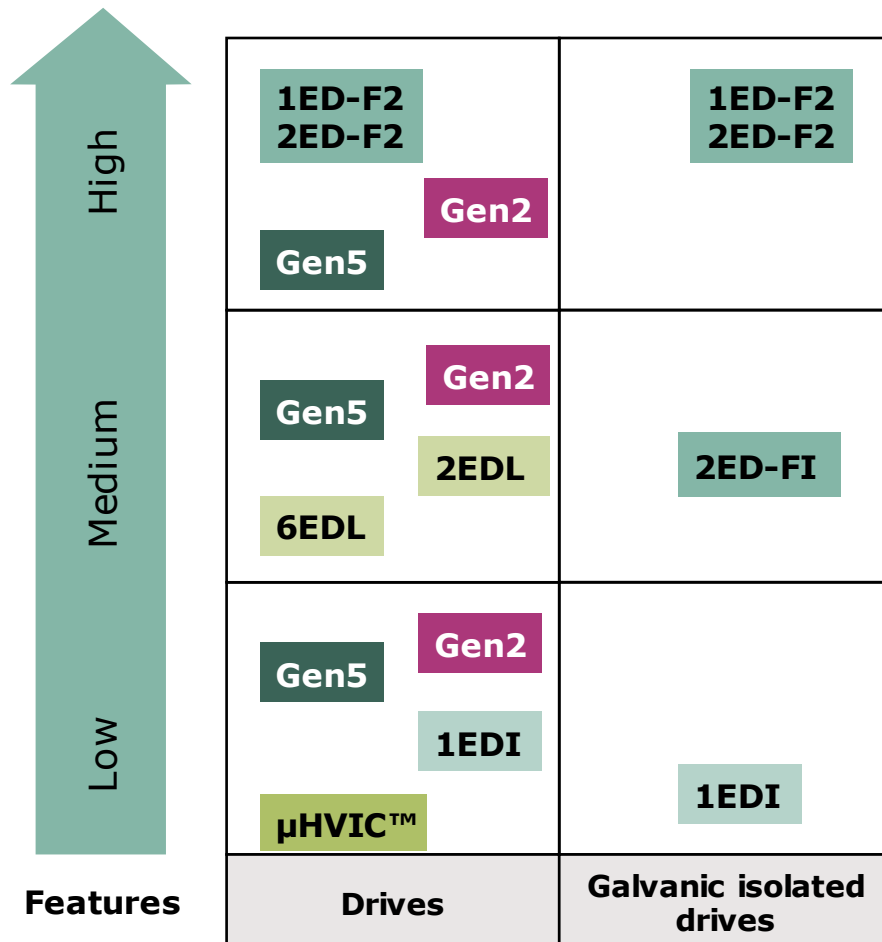 High
1ED-F2
2ED-F2
Gen2
Gen5
1ED-F2
2ED-F2
Medium
Gen2
Gen5
2EDL
6EDL
2ED-FI
Low
Gen2
Gen5
1EDI
µHVIC™
1EDI
Features
Drives
Galvanic isolated
drives